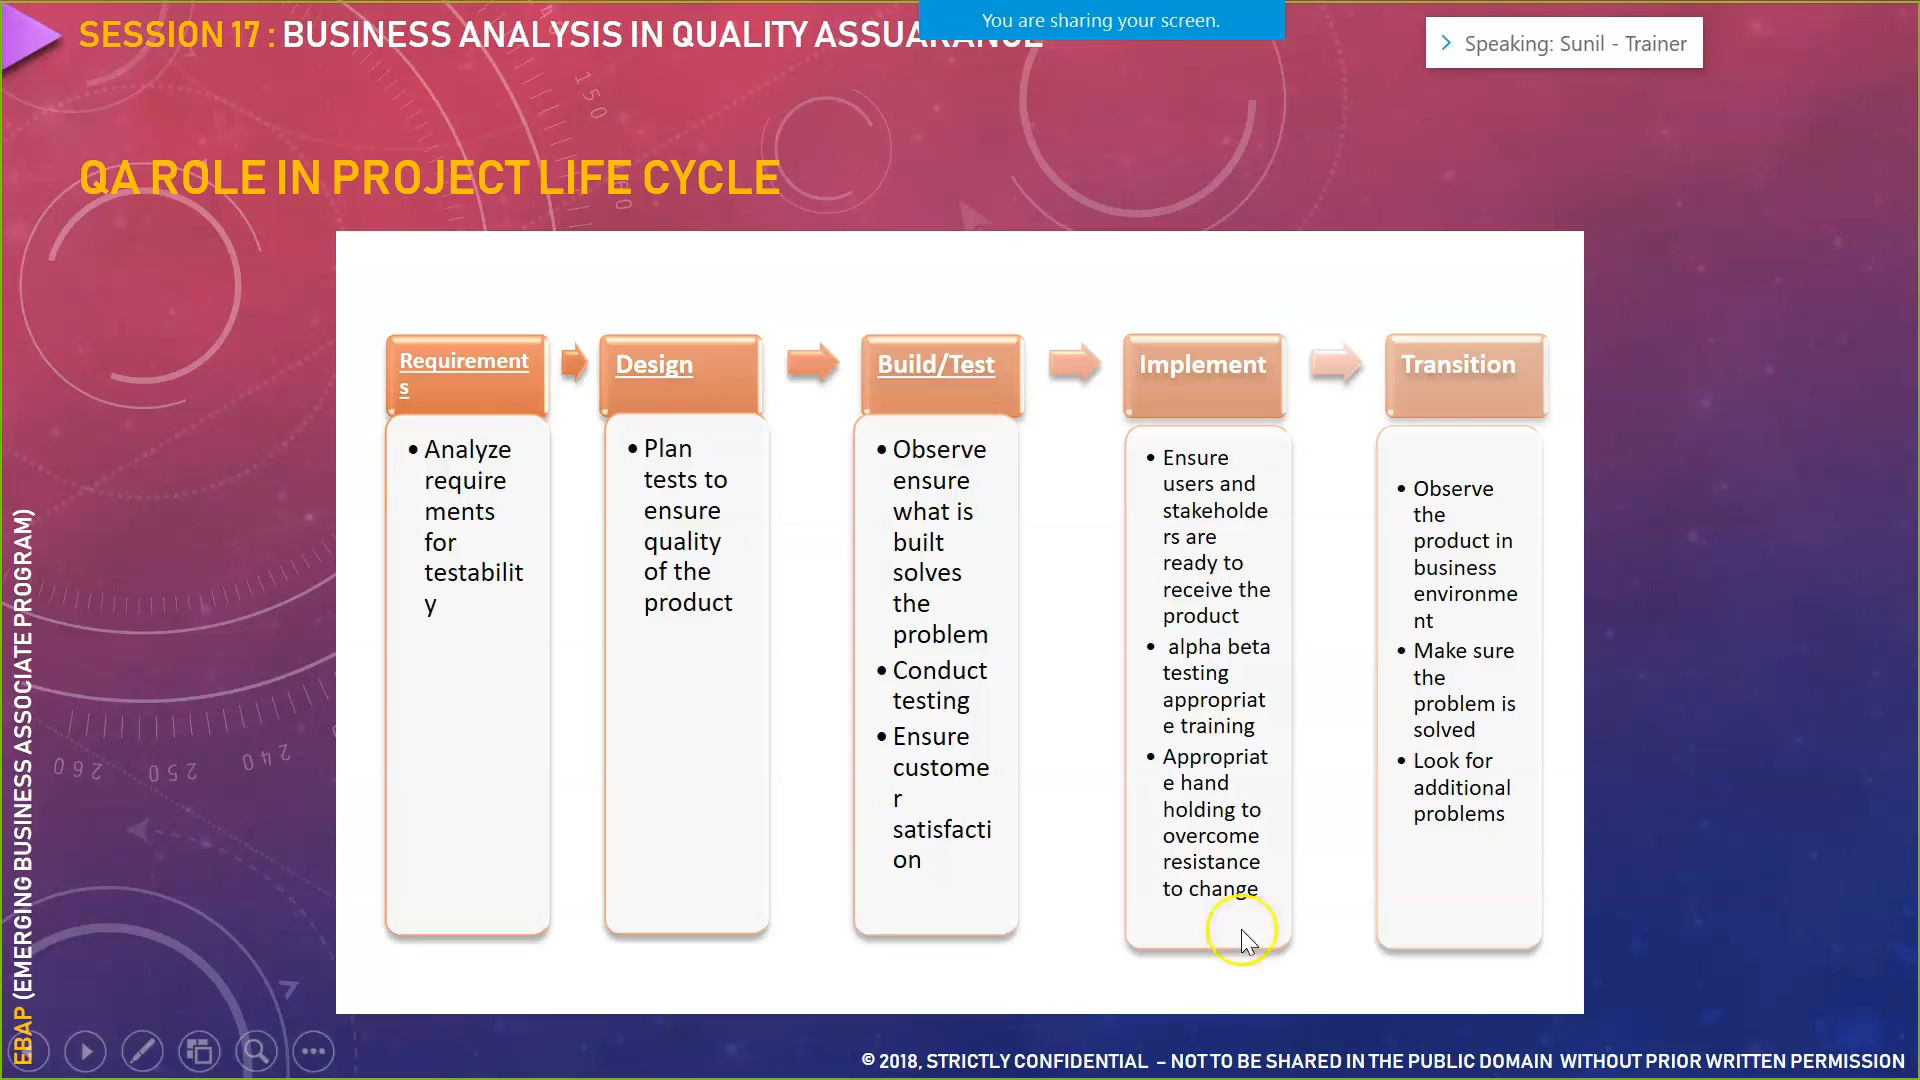 SESSION 17 : BUSINESS ANALYSIS IN QUALITY ASSUARANCE
You are sharing your screen.
Speaking: Sunil - Trainer
QA ROLE IN PROJECT LIFE CYCLE
Requirement
s
• Analyze
require
ments
for
testabilit
y
Design
• Plan
tests to
ensure
quality
of the
product
Build/Test
• Observe
ensure
what is
built
solves
the
problem
• Conduct
testing
• Ensure
custome
r
satisfacti
on
Implement
• Ensure
users and
stakeholde
rs are
ready to
receive the
product
• alpha beta
testing
appropriat
e training
• Appropriat
e hand
holding to
overcome
resistance
to change
Transition
• Observe
the
product in
business
environme
nt
• Make sure
the
problem is
solved
• Look for
additional
problems
EBAP (EMERGING BUSINESS ASSOCIATE PROGRAM)
150
160
260
250
240
© 2018, STRICTLY CONFIDENTIAL – NOT TO BE SHARED IN THE PUBLIC DOMAIN WITHOUT PRIOR WRITTEN PERMISSION